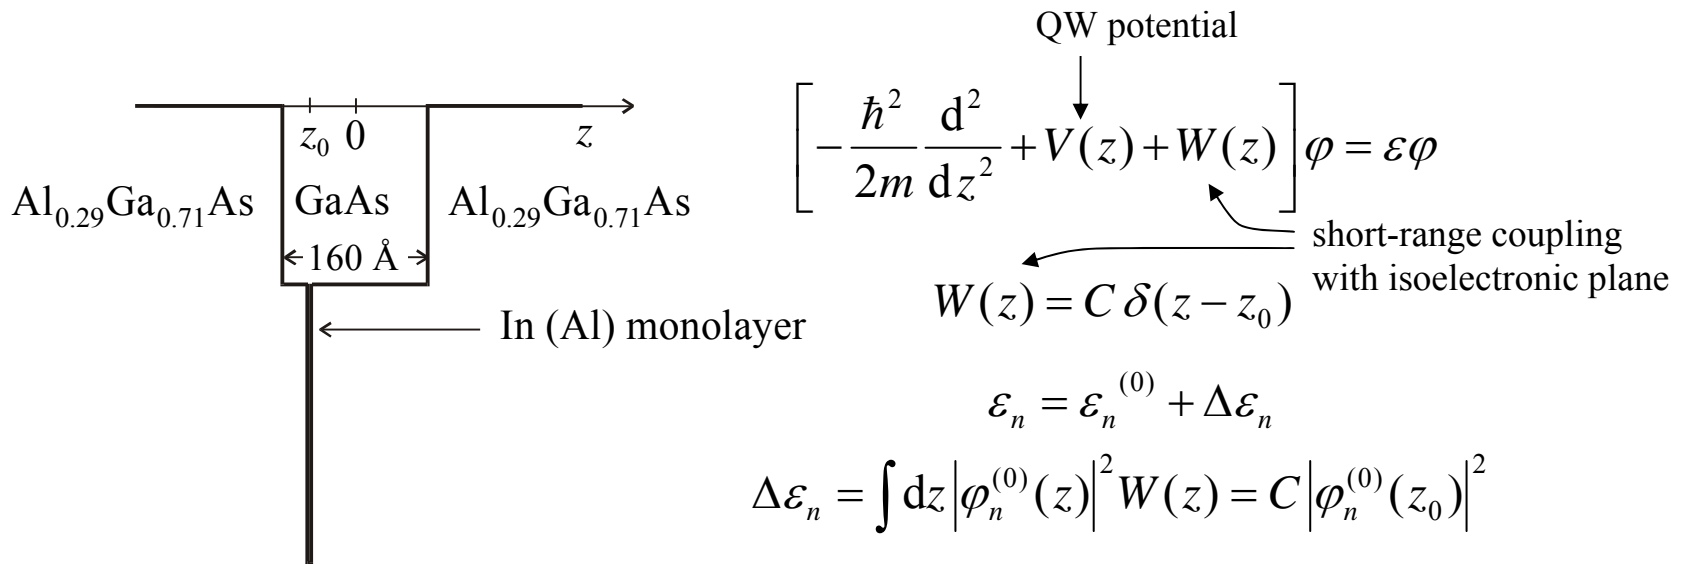 QW potential
[-ħ²/2m d²/dz² + V(z) + W(z)] φ = εφ
z₀ 0 z
Al₀.₂₉Ga₀.₇₁As GaAs Al₀.₂₉Ga₀.₇₁As
160 Å
short-range coupling
with isoelectronic plane
W(z) = C δ(z − z₀)
In (Al) monolayer
εₙ = εₙ⁽⁰⁾ + Δεₙ
Δεₙ = ∫ dz |φₙ⁽⁰⁾(z)|² W(z) = C |φₙ⁽⁰⁾(z₀)|²